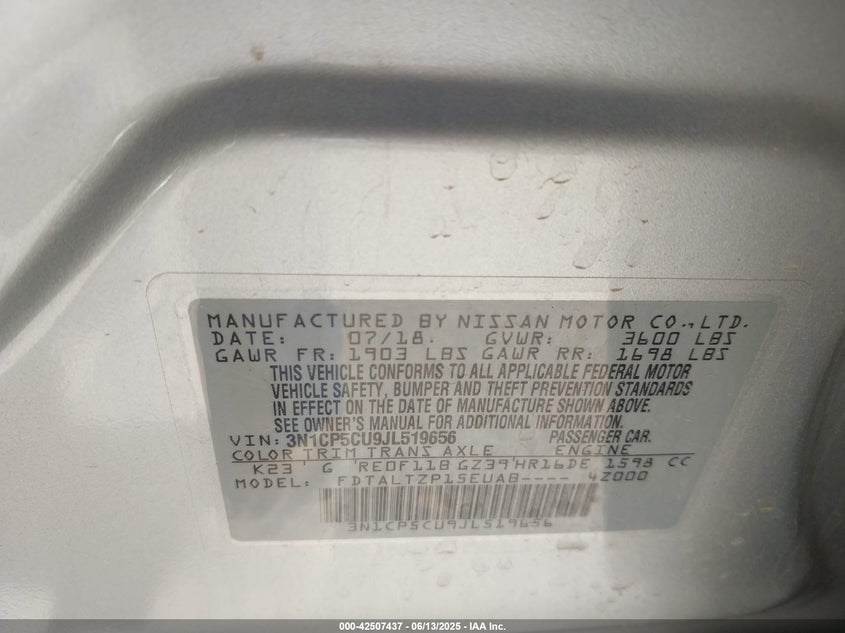 MANUFACTURED BY NISSAN MOTOR CO.,LTD.
DATE: 07/18. GVWR: 3600 LBS
GAWR FR: 1903 LBS GAWR RR: 1698 LBS
THIS VEHICLE CONFORMS TO ALL APPLICABLE FEDERAL MOTOR
VEHICLE SAFETY, BUMPER AND THEFT PREVENTION STANDARDS
IN EFFECT ON THE DATE OF MANUFACTURE SHOWN ABOVE.
SEE OWNER'S MANUAL FOR ADDITIONAL INFORMATION.
VIN: 3N1CP5CU9JL519656 PASSENGER CAR.
COLOR TRIM TRANS AXLE ENGINE
K23 ' G 'RE0F11B GZ39'HR16DE 1598 CC
MODEL: FDTALTZP15EUAB---- 4Z000
3N1CP5CU9JL519656
000-42507437 - 06/13/2025 - IAA Inc.